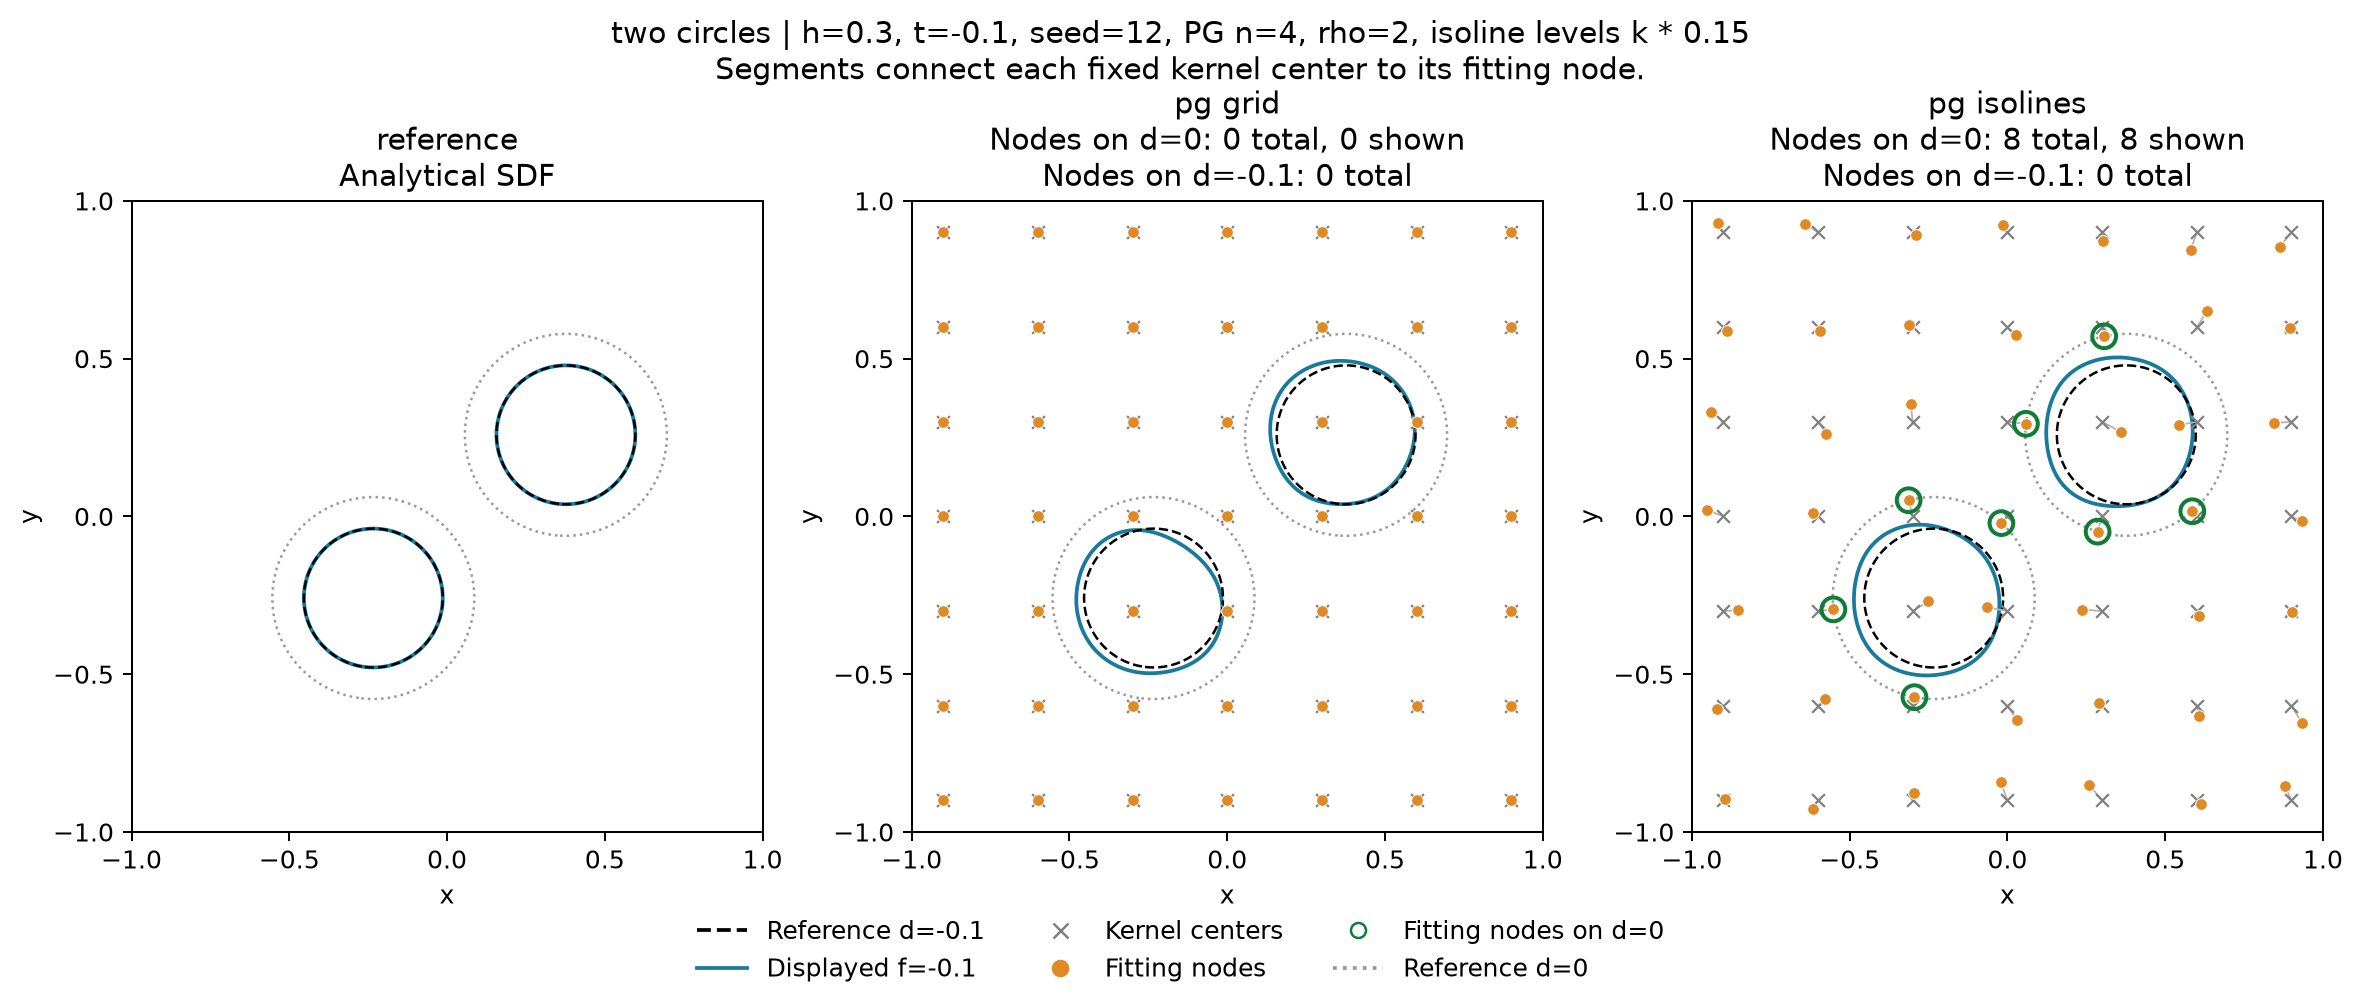 two circles | h=0.3, t=-0.1, seed=12, PG n=4, rho=2, isoline levels k * 0.15
Segments connect each fixed kernel center to its fitting node.
reference
Analytical SDF
1.0
0.5
0.0
−0.5
−1.0
y
−1.0 −0.5 0.0 0.5 1.0
x
pg grid
Nodes on d=0: 0 total, 0 shown
Nodes on d=-0.1: 0 total
1.0
0.5
0.0
−0.5
−1.0
y
−1.0 −0.5 0.0 0.5 1.0
x
pg isolines
Nodes on d=0: 8 total, 8 shown
Nodes on d=-0.1: 0 total
1.0
0.5
0.0
−0.5
−1.0
y
−1.0 −0.5 0.0 0.5 1.0
x
Reference d=-0.1
Displayed f=-0.1
Kernel centers
Fitting nodes
Fitting nodes on d=0
Reference d=0